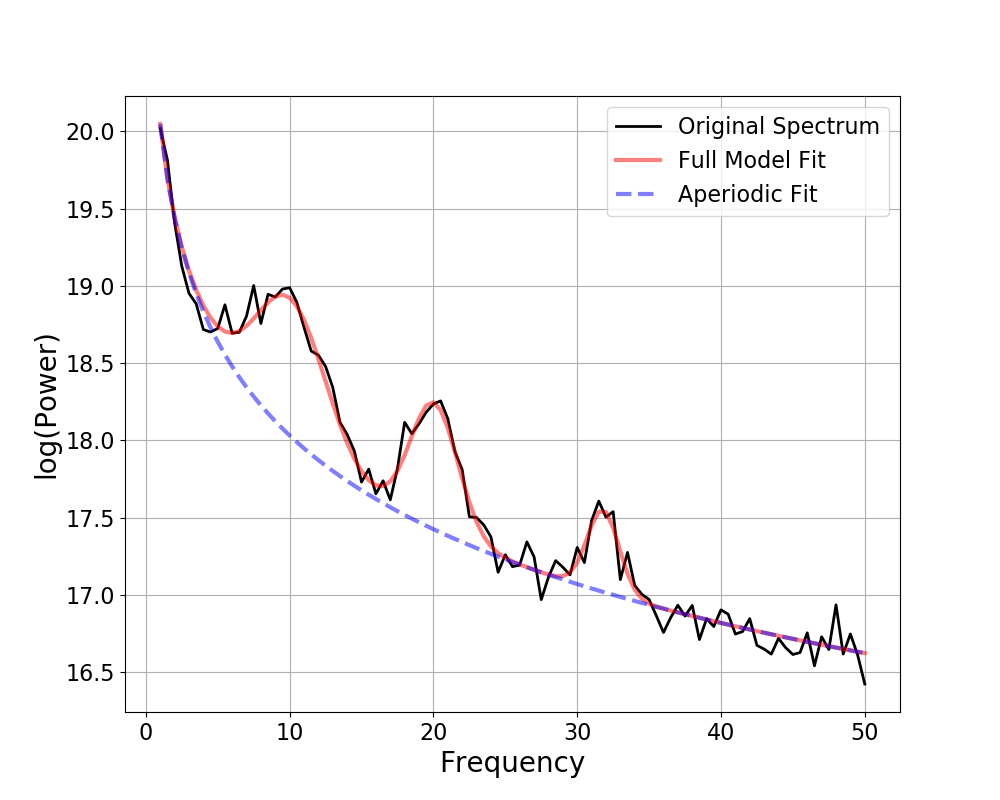 Original Spectrum
Full Model Fit
Aperiodic Fit
log(Power)
20.0
19.5
19.0
18.5
18.0
17.5
17.0
16.5
0 10 20 30 40 50
Frequency